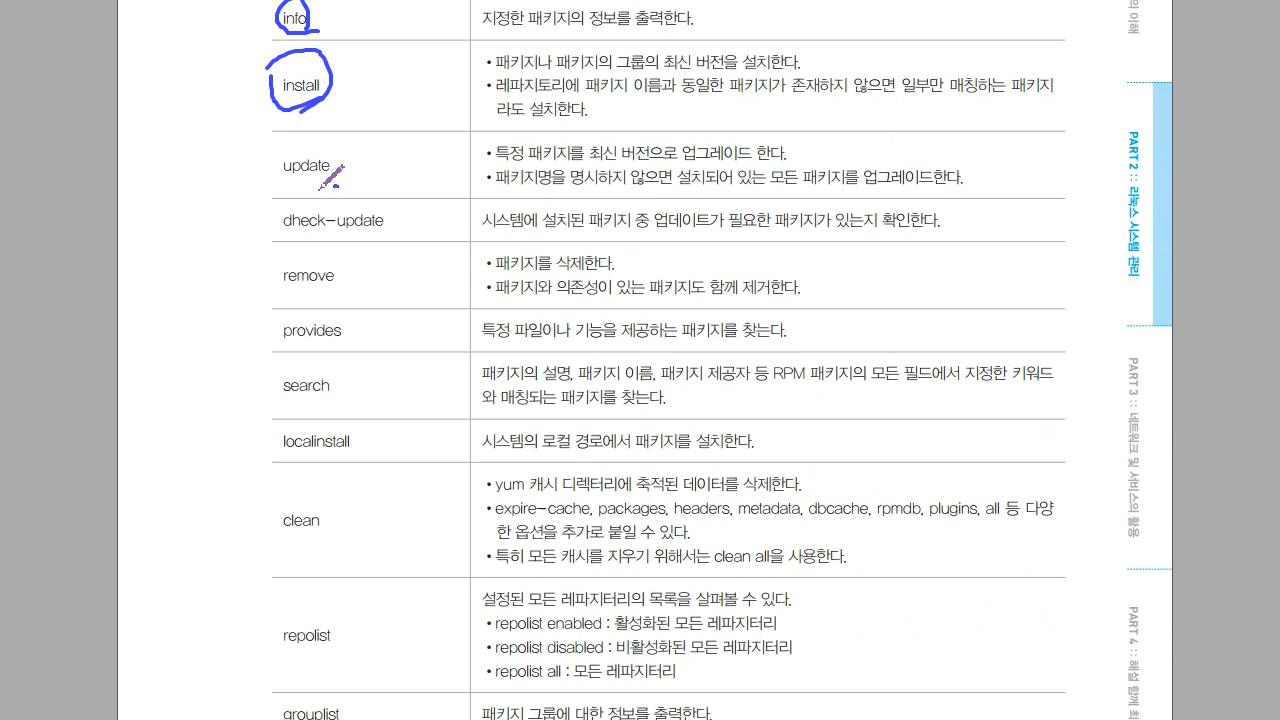 info
지정한 패키지의 정보를 출력한다.
install
• 패키지나 패키지의 그룹의 최신 버전을 설치한다.
• 레파지토리에 패키지 이름과 동일한 패키지가 존재하지 않으면 일부만 매칭하는 패키지
라도 설치한다.
update
• 특정 패키지를 최신 버전으로 업그레이드 한다.
• 패키지명을 명시하지 않으면 설치되어 있는 모든 패키지를 업그레이드한다.
dheck-update
시스템에 설치된 패키지 중 업데이트가 필요한 패키지가 있는지 확인한다.
remove
• 패키지를 삭제한다.
• 패키지와 의존성이 있는 패키지도 함께 제거한다.
provides
특정 파일이나 기능을 제공하는 패키지를 찾는다.
search
패키지 설명, 패키지 이름, 패키지 제공자 등 RPM 패키지의 모든 필드에서 지정한 키워드
와 매칭되는 패키지를 찾는다.
localinstall
시스템의 로컬 경로에서 패키지를 설치한다.
clean
• yum 캐시 디렉터리에서 오래된 데이터를 삭제한다.
• expire-cache, packages, headers, metadata, dbcache, rpmdb, plugins, all 등 다양
한 옵션을 추가로 줄 수 있다.
• 특히 모든 캐시를 지우기 위해서는 clean all을 사용한다.
repolist
설정된 모든 레파지터리의 목록을 출력할 수 있다.
• repolist enabled : 활성화된 모든 레파지터리
• repolist enabled : 비활성화된 모든 레파지터리
• repolist all : 모든 레파지터리
의 이해
PART 2 :: 리눅스 시스템 관리
PART 3 :: 네트워크 및 서비스의 활용
PART 4 :: 해설 함께